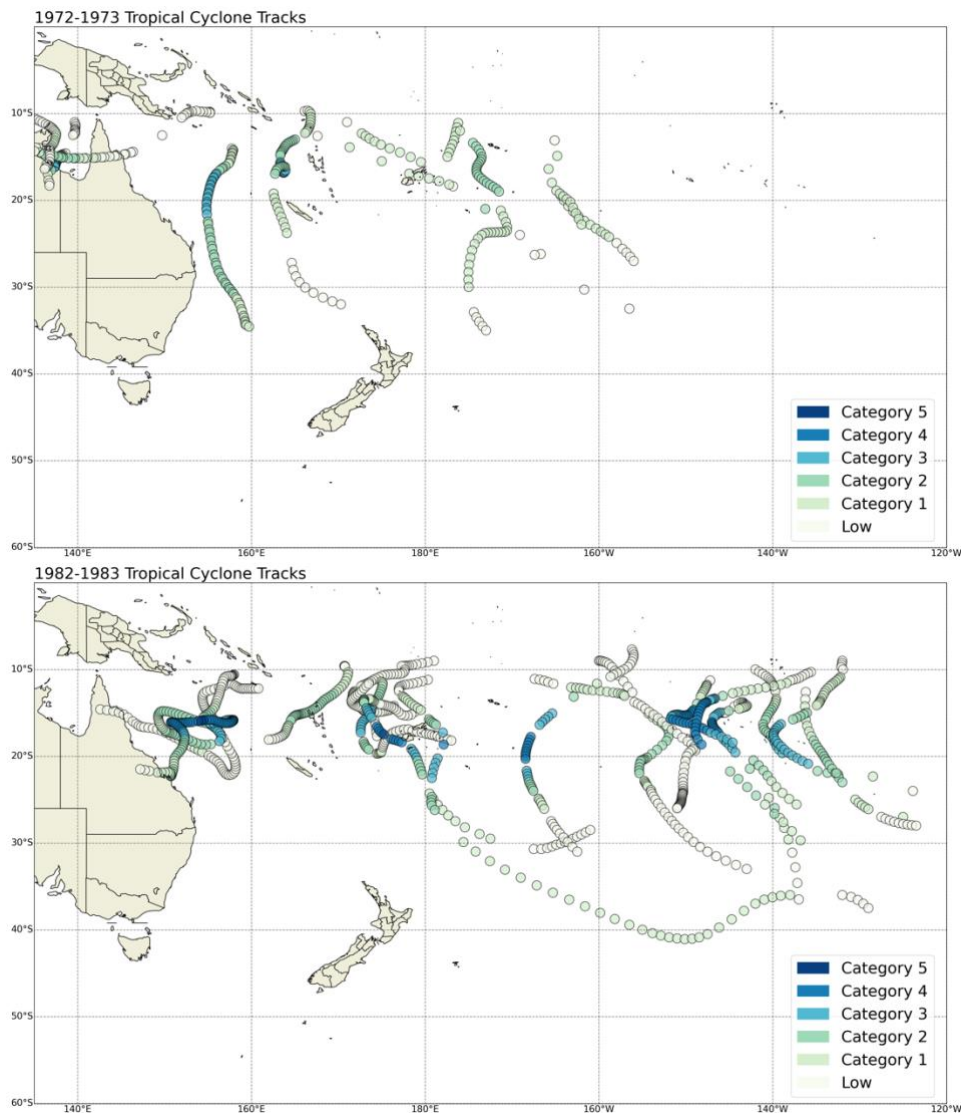 1972-1973 Tropical Cyclone Tracks
10°S
20°S
30°S
40°S
50°S
60°S
Category 5
Category 4
Category 3
Category 2
Category 1
Low
140°E 160°E 180°E 160°W 140°W 120°W
1982-1983 Tropical Cyclone Tracks
10°S
20°S
30°S
40°S
50°S
60°S
Category 5
Category 4
Category 3
Category 2
Category 1
Low
140°E 160°E 180°E 160°W 140°W 120°W